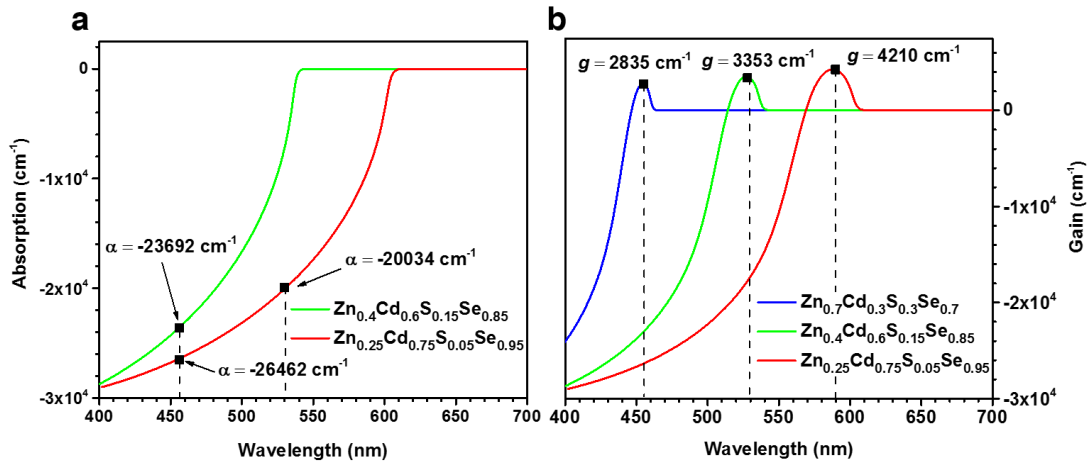 a
0
-1x10⁴
-2x10⁴
-3x10⁴
Absorption (cm⁻¹)
α = -23692 cm⁻¹
α = -20034 cm⁻¹
α = -26462 cm⁻¹
Zn₀.₄Cd₀.₆S₀.₁₅Se₀.₈₅
Zn₀.₂₅Cd₀.₇₅S₀.₀₅Se₀.₉₅
400 450 500 550 600 650 700
Wavelength (nm)
b
g = 2835 cm⁻¹
g = 3353 cm⁻¹
g = 4210 cm⁻¹
0
-1x10⁴
-2x10⁴
-3x10⁴
Gain (cm⁻¹)
Zn₀.₇Cd₀.₃S₀.₃Se₀.₇
Zn₀.₄Cd₀.₆S₀.₁₅Se₀.₈₅
Zn₀.₂₅Cd₀.₇₅S₀.₀₅Se₀.₉₅
400 450 500 550 600 650 700
Wavelength (nm)